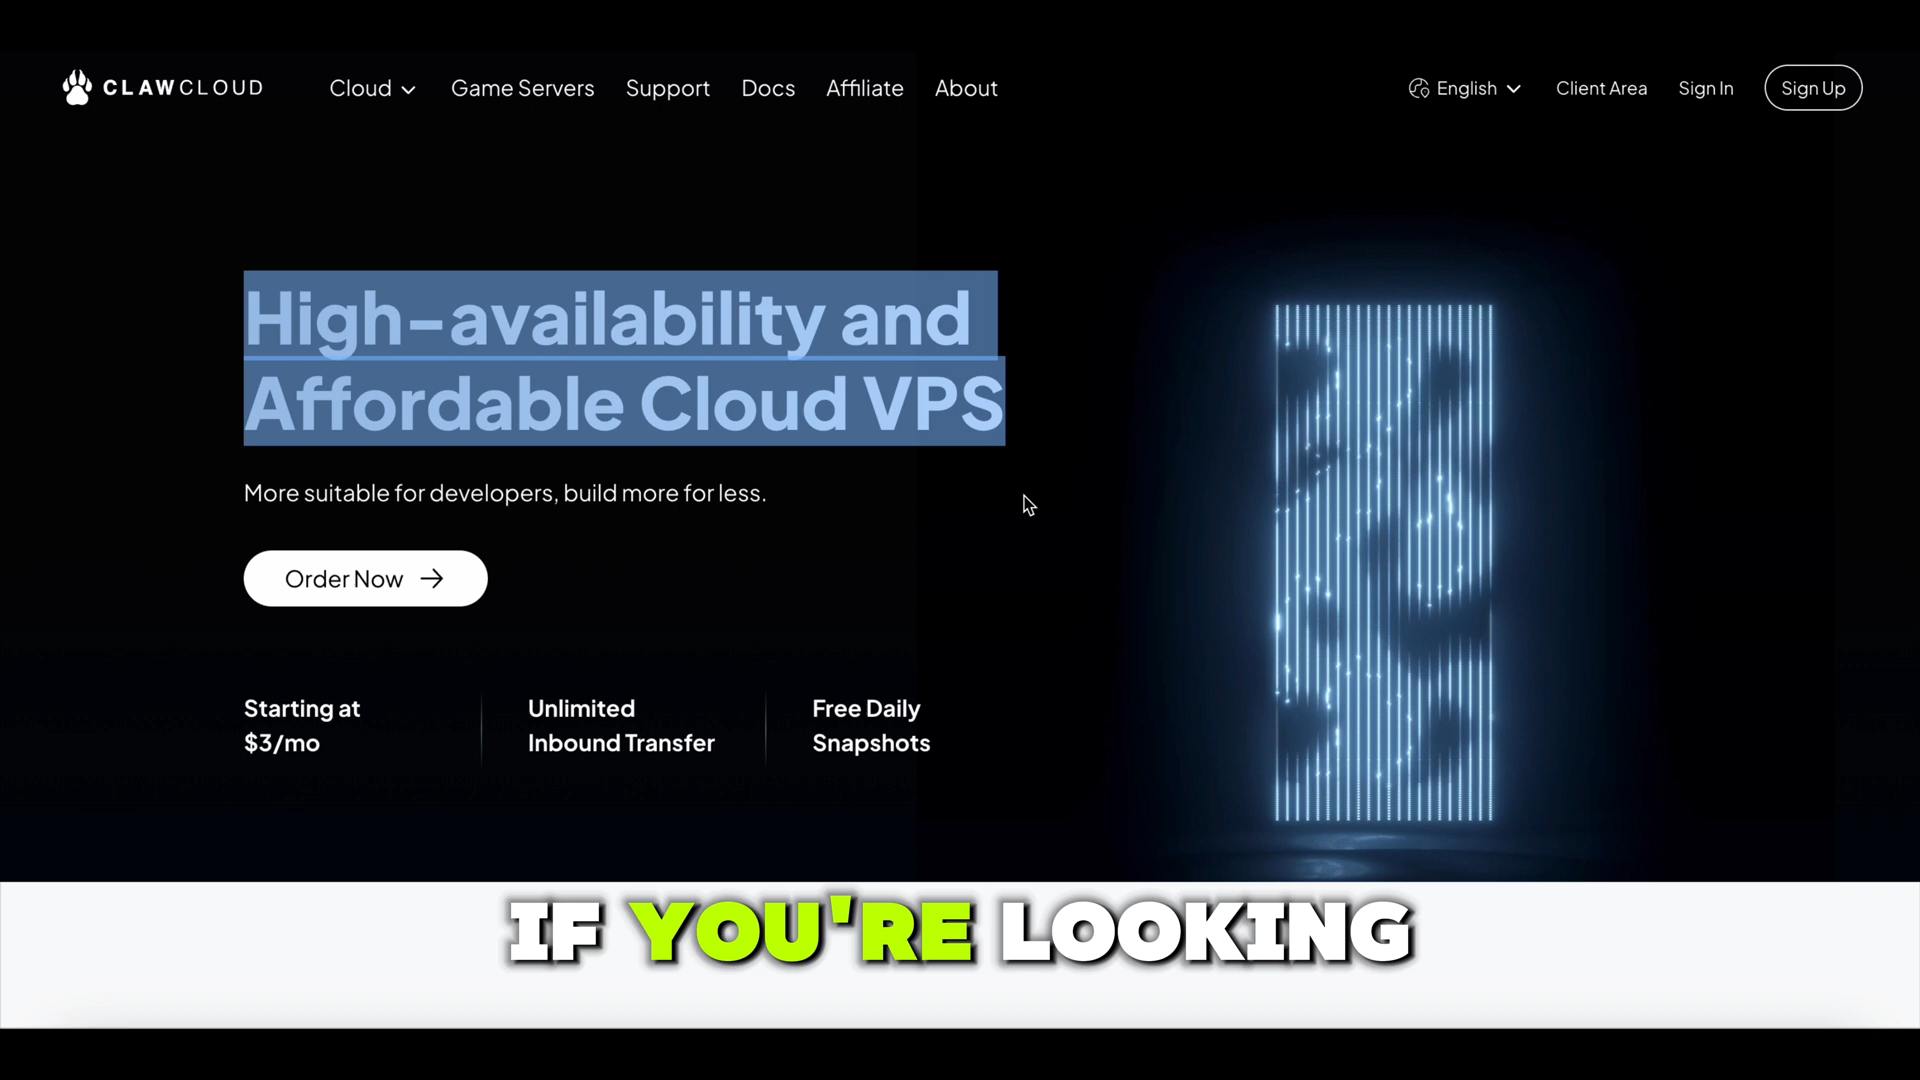 CLAWCLOUD
Cloud
Game Servers
Support
Docs
Affiliate
About
English
Client Area
Sign In
Sign Up
High-availability and
Affordable Cloud VPS
More suitable for developers, build more for less.
Order Now
Starting at
$3/mo
Unlimited
Inbound Transfer
Free Daily
Snapshots
IF YOU'RE LOOKING